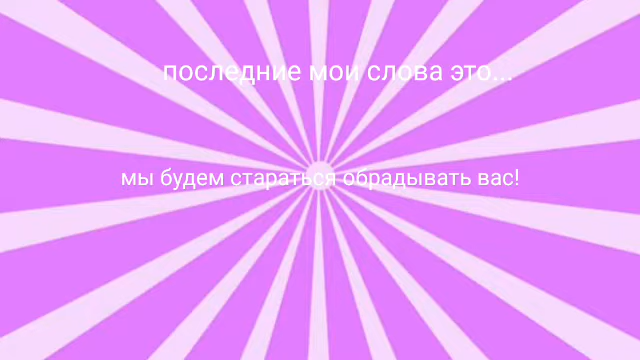 последние мои слова это...
мы будем стараться обрадывать вас!